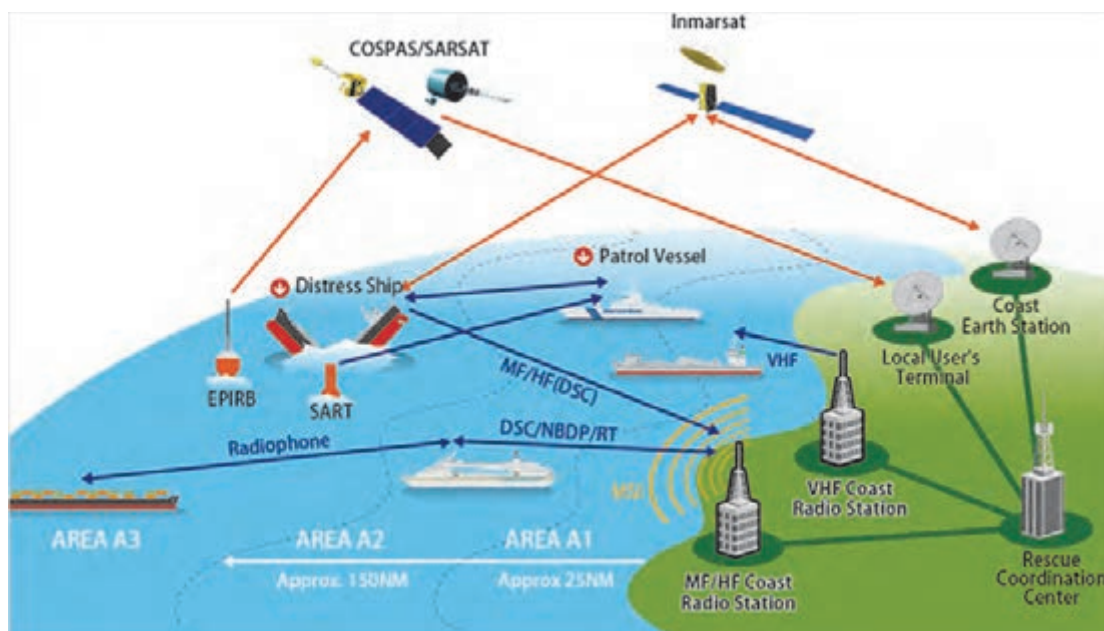 Inmarsat
COSPAS/SARSAT
Patrol Vessel
Distress Ship
Coast
Earth Station
Local User's
Terminal
VHF
EPIRB
SART
MF/HF(DSC)
Radiophone
DSC/NBDP/RT
MSI
VHF Coast
Radio Station
AREA A3
AREA A2
AREA A1
Approx. 150NM
Approx 25NM
MF/HF Coast
Radio Station
Rescue
Coordination
Center